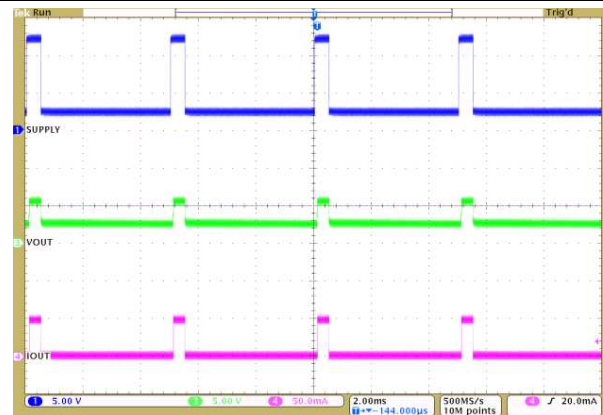 Tek Run Trig'd
T
1 SUPPLY
3 VOUT
4 IOUT
1 5.00 V 3 5.00 V 4 50.0mA 2.00ms 500MS/s 4 20.0mA
T -144.000µs 10M points